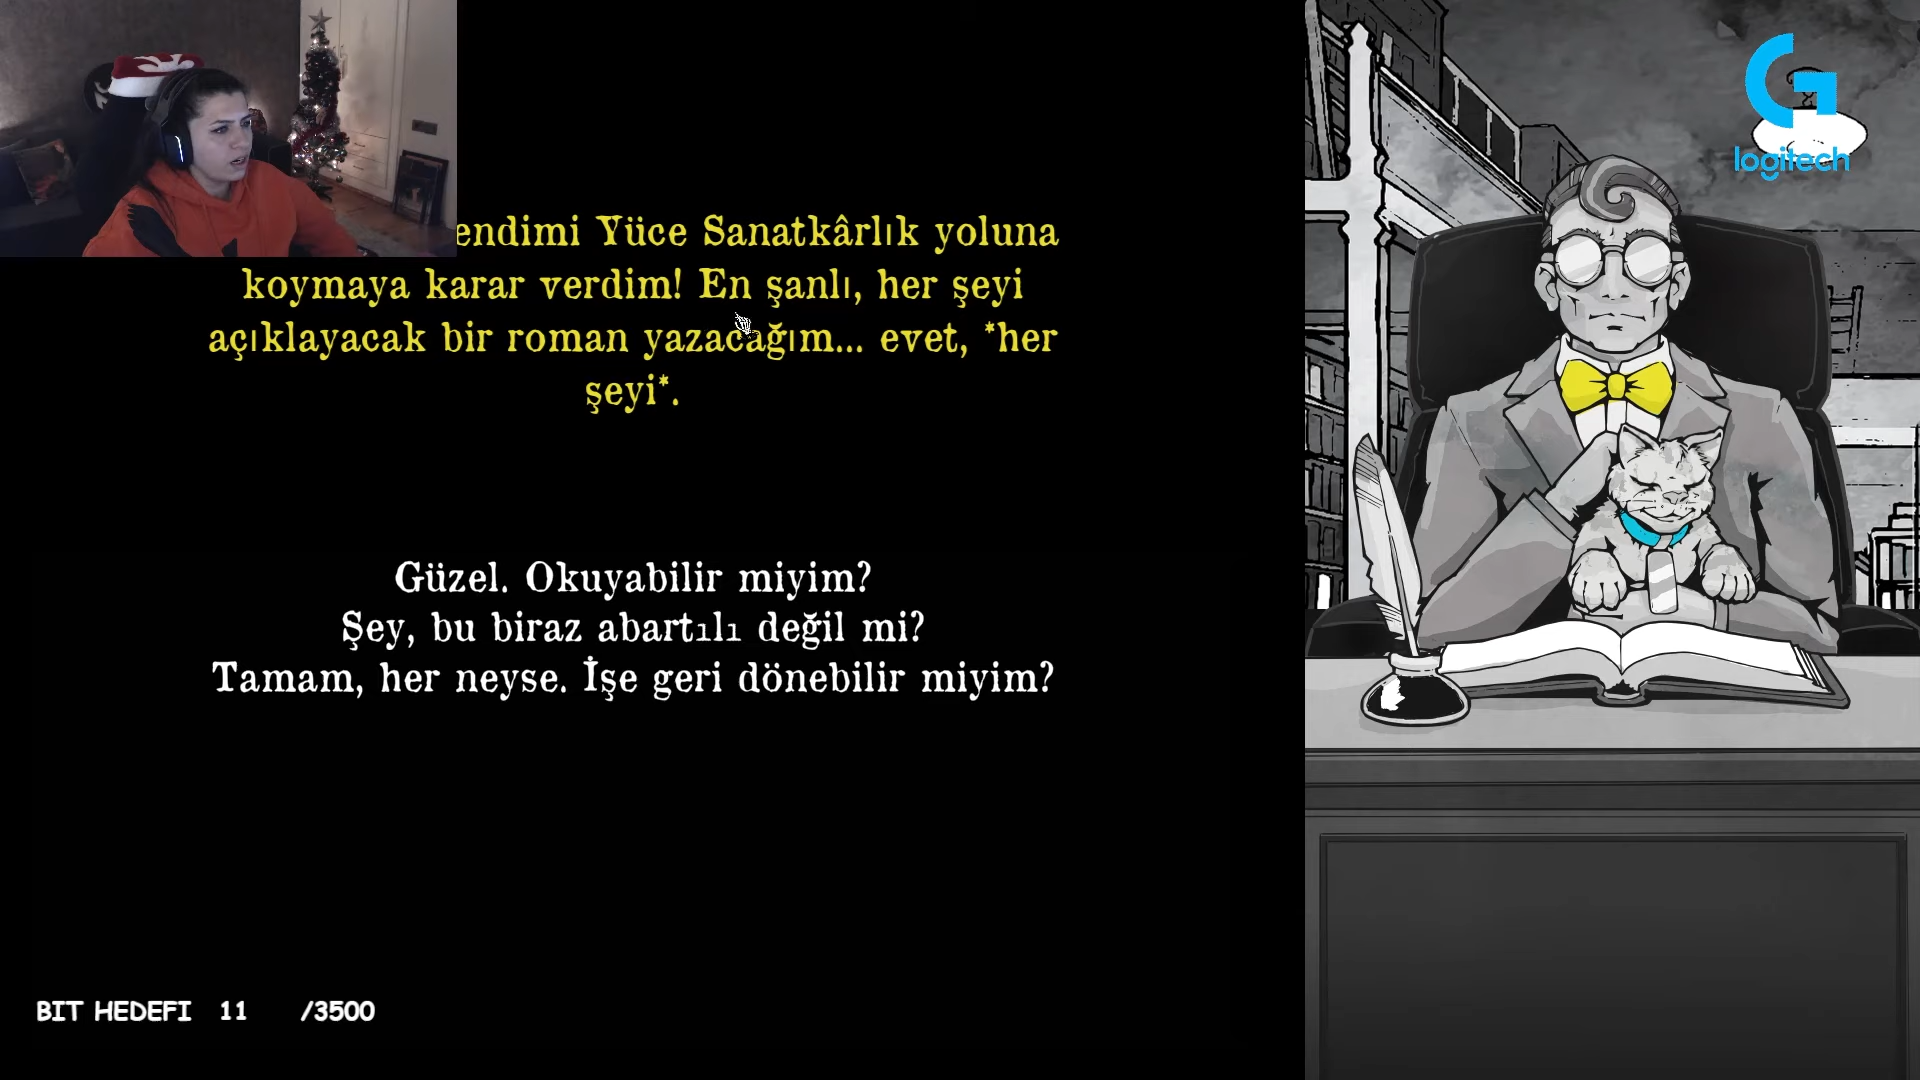 endimi Yüce Sanatkârlık yoluna
koymaya karar verdim! En şanlı, her şeyi
açıklayacak bir roman yazacağım... evet, *her
şeyi*.
Güzel. Okuyabilir miyim?
Şey, bu biraz abartılı değil mi?
Tamam, her neyse. İşe geri dönebilir miyim?
BIT HEDEFI 11 /3500
logitech